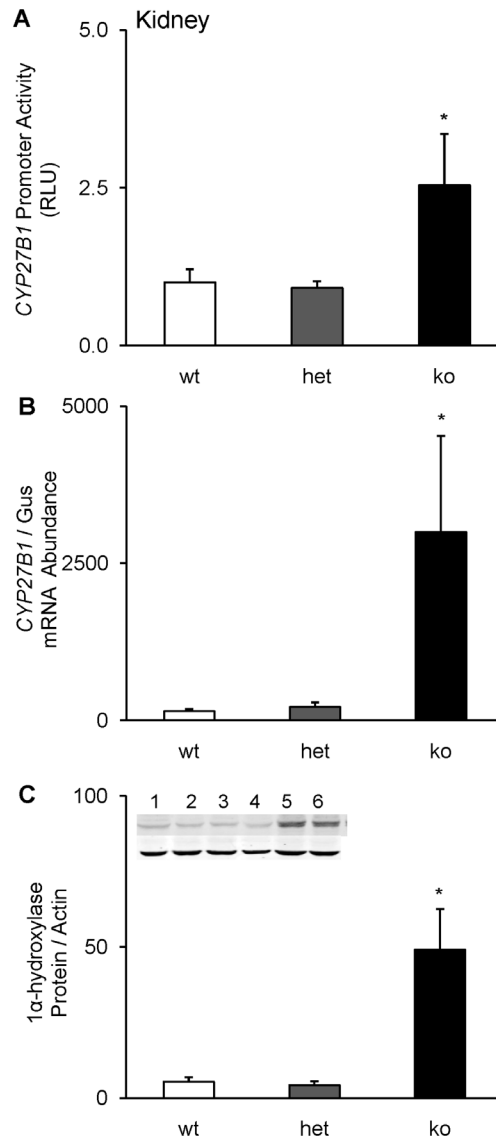 A
Kidney
CYP27B1 Promoter Activity
(RLU)
5.0
2.5
0.0
*
wt het ko
B
CYP27B1 / Gus
mRNA Abundance
5000
2500
0
*
wt het ko
C
1α-hydroxylase
Protein / Actin
100
50
0
1 2 3 4 5 6
*
wt het ko